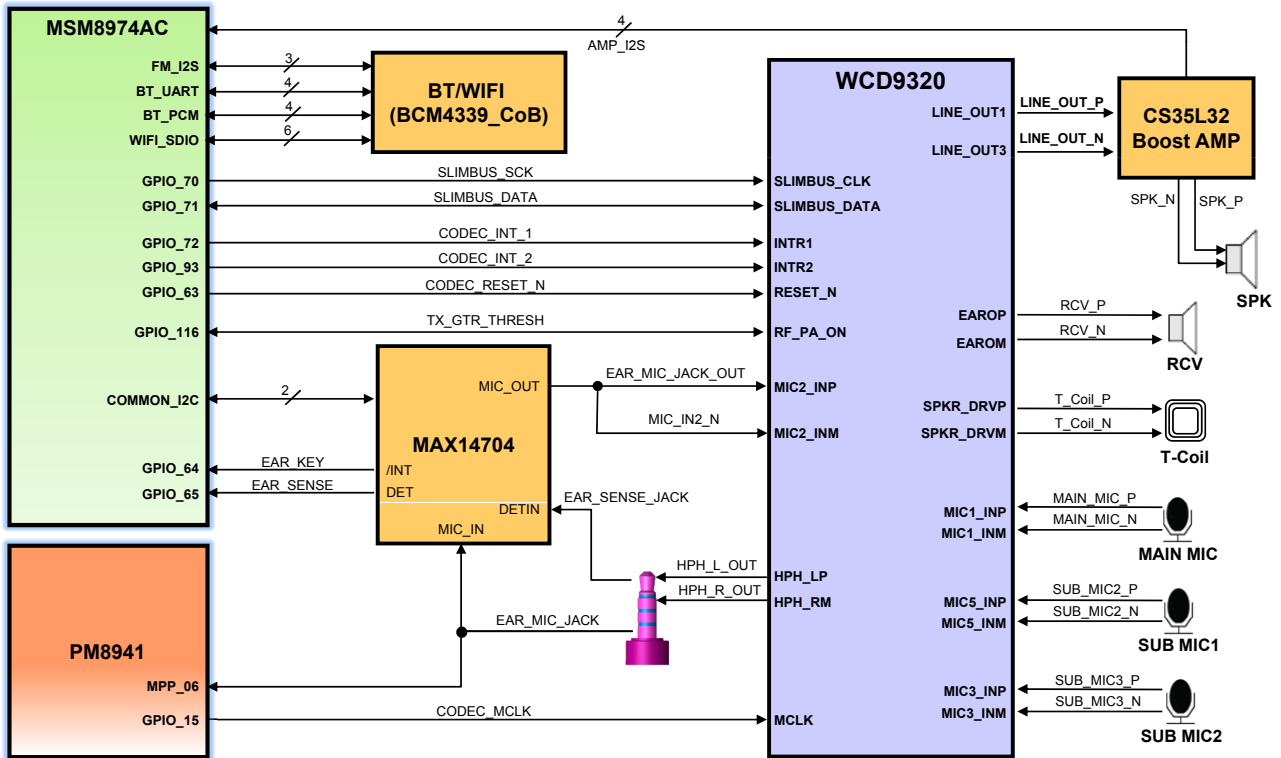 MSM8974AC
4
AMP_I2S
FM_I2S
3
BT_UART
4
BT_PCM
4
WIFI_SDIO
6
BT/WIFI
(BCM4339_CoB)
WCD9320
LINE_OUT1
LINE_OUT_P
LINE_OUT3
LINE_OUT_N
CS35L32
Boost AMP
SPK_N
SPK_P
SPK
GPIO_70
SLIMBUS_SCK
SLIMBUS_CLK
GPIO_71
SLIMBUS_DATA
SLIMBUS_DATA
GPIO_72
CODEC_INT_1
INTR1
GPIO_93
CODEC_INT_2
INTR2
GPIO_63
CODEC_RESET_N
RESET_N
GPIO_116
TX_GTR_THRESH
RF_PA_ON
EAROP
RCV_P
EAROM
RCV_N
RCV
COMMON_I2C
2
MIC_OUT
EAR_MIC_JACK_OUT
MIC2_INP
MIC_IN2_N
MIC2_INM
SPKR_DRVP
T_Coil_P
SPKR_DRVM
T_Coil_N
T-Coil
MAX14704
GPIO_64
EAR_KEY
/INT
GPIO_65
EAR_SENSE
DET
DETIN
EAR_SENSE_JACK
MIC_IN
MIC1_INP
MAIN_MIC_P
MIC1_INM
MAIN_MIC_N
MAIN MIC
HPH_L_OUT
HPH_LP
HPH_R_OUT
HPH_RM
EAR_MIC_JACK
MIC5_INP
SUB_MIC2_P
MIC5_INM
SUB_MIC2_N
SUB MIC1
PM8941
MPP_06
GPIO_15
CODEC_MCLK
MCLK
MIC3_INP
SUB_MIC3_P
MIC3_INM
SUB_MIC3_N
SUB MIC2